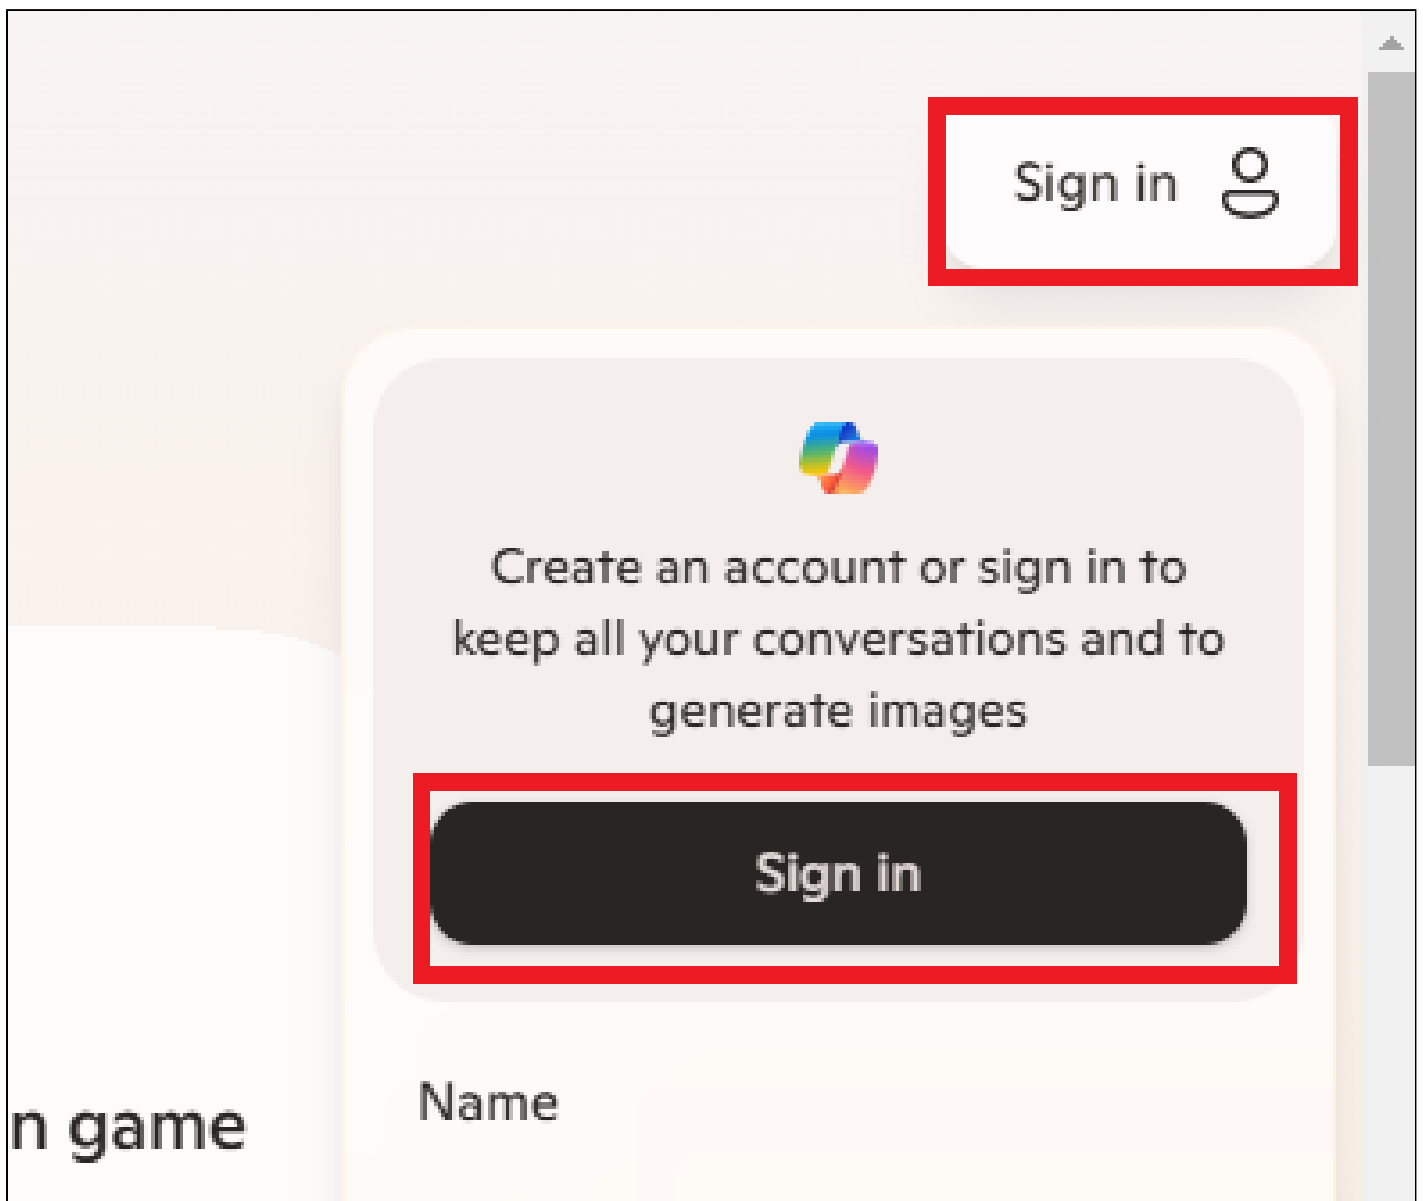 Sign in
Create an account or sign in to
keep all your conversations and to
generate images
Sign in
Name
n game